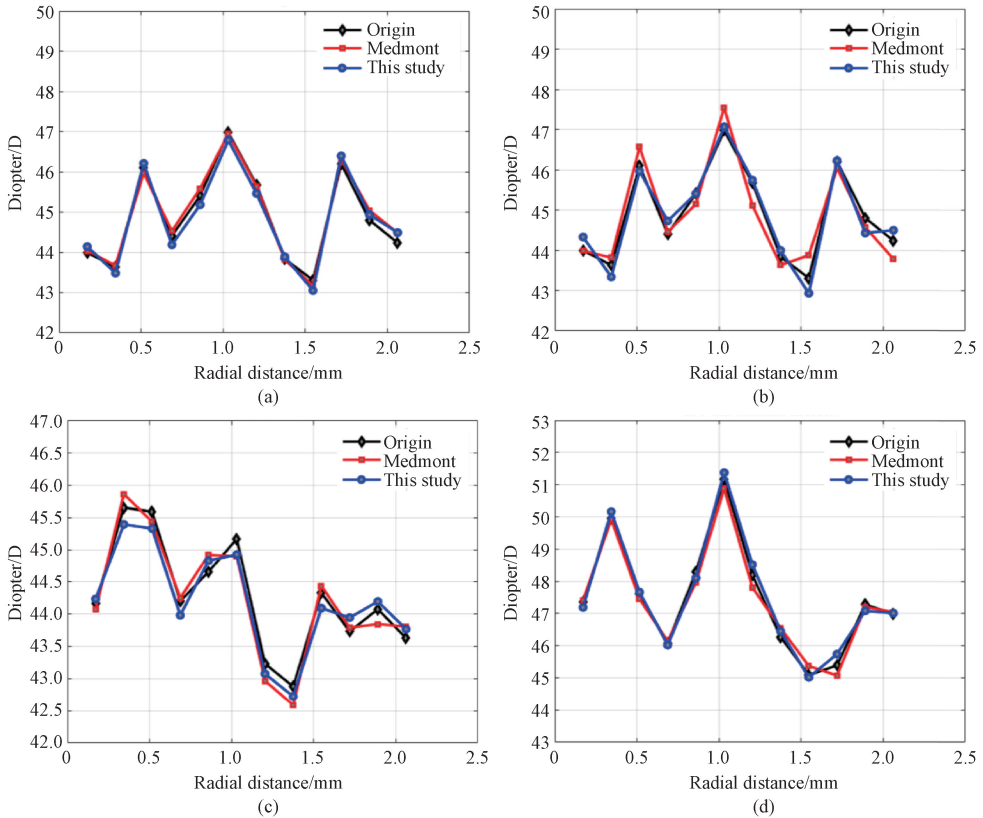 50
49
48
47
46
45
44
43
42
Diopter/D
0
0.5
1.0
1.5
2.0
2.5
Radial distance/mm
Origin
Medmont
This study
(a)
50
49
48
47
46
45
44
43
42
Diopter/D
0
0.5
1.0
1.5
2.0
2.5
Radial distance/mm
Origin
Medmont
This study
(b)
47.0
46.0
45.5
45.0
44.5
44.0
43.5
43.0
42.5
42.0
Diopter/D
0
0.5
1.0
1.5
2.0
2.5
Radial distance/mm
Origin
Medmont
This study
(c)
53
52
51
50
49
48
47
46
45
44
43
Diopter/D
0
0.5
1.0
1.5
2.0
2.5
Radial distance/mm
Origin
Medmont
This study
(d)